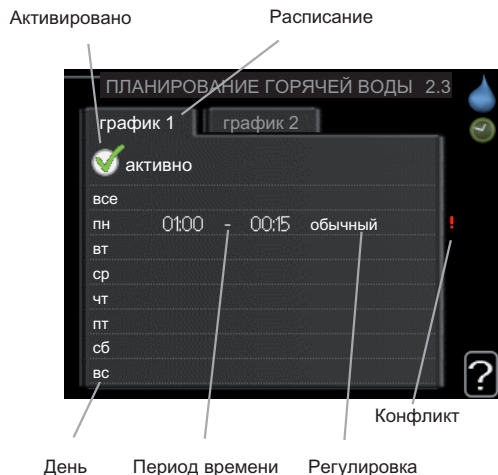 Активировано Расписание
ПЛАНИРОВАНИЕ ГОРЯЧЕЙ ВОДЫ 2.3
график 1 график 2
активно
все
пн 01:00 - 00:15 обычный !
вт
ср
чт
пт
сб
вс
?
Конфликт
День Период времени Регулировка